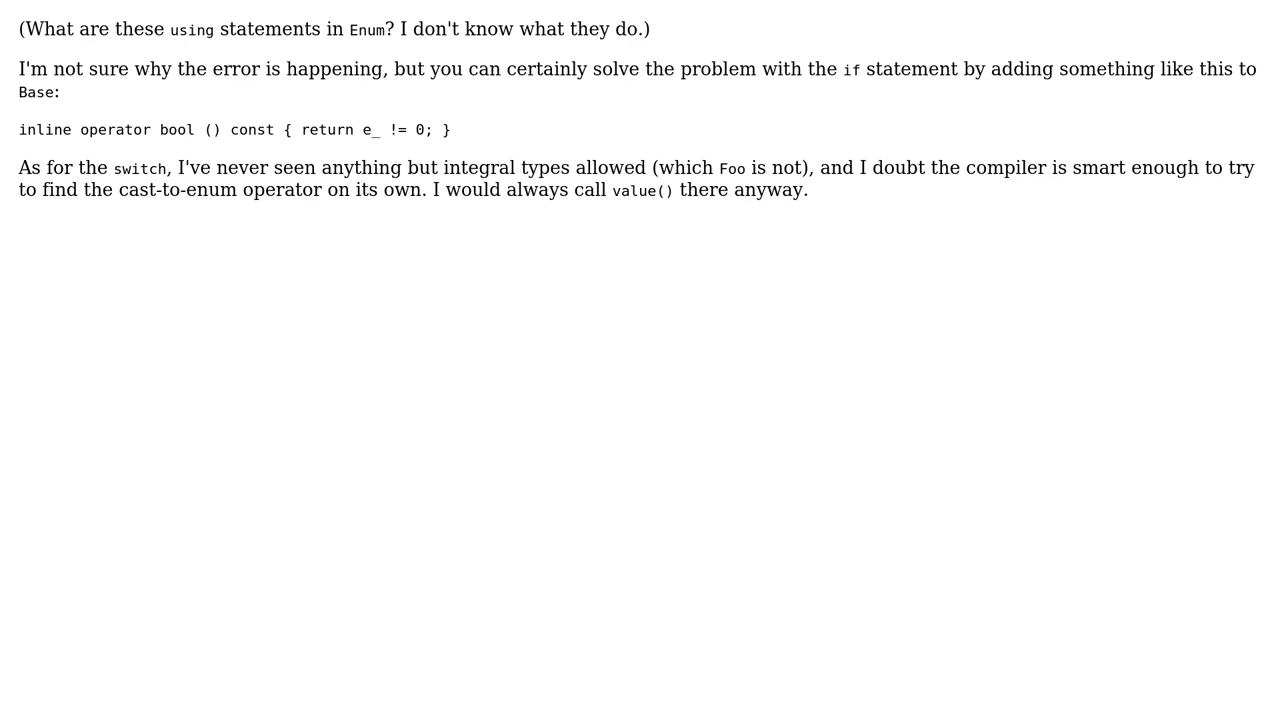 (What are these using statements in Enum? I don't know what they do.)
I'm not sure why the error is happening, but you can certainly solve the problem with the if statement by adding something like this to
Base:
inline operator bool () const { return e_ != 0; }
As for the switch, I've never seen anything but integral types allowed (which Foo is not), and I doubt the compiler is smart enough to try
to find the cast-to-enum operator on its own. I would always call value() there anyway.